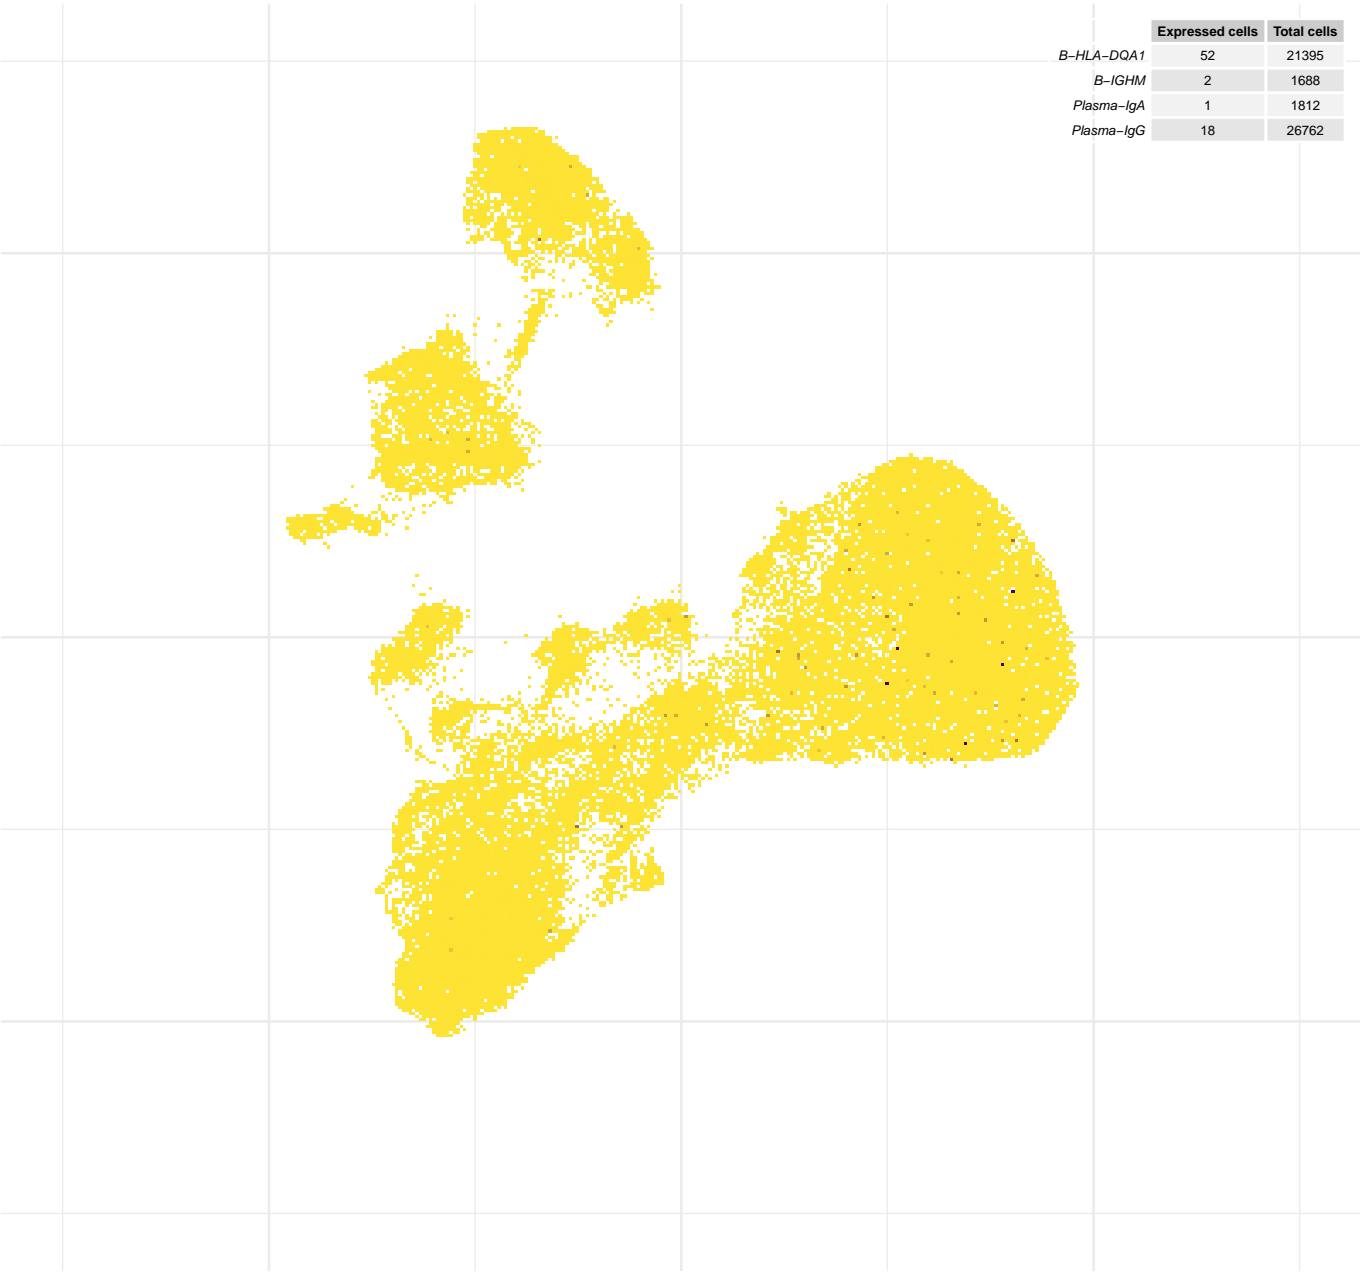 Expressed cells Total cells
B−HLA−DQA1 52 21395
B−IGHM 2 1688
Plasma−IgA 1 1812
Plasma−IgG 18 26762